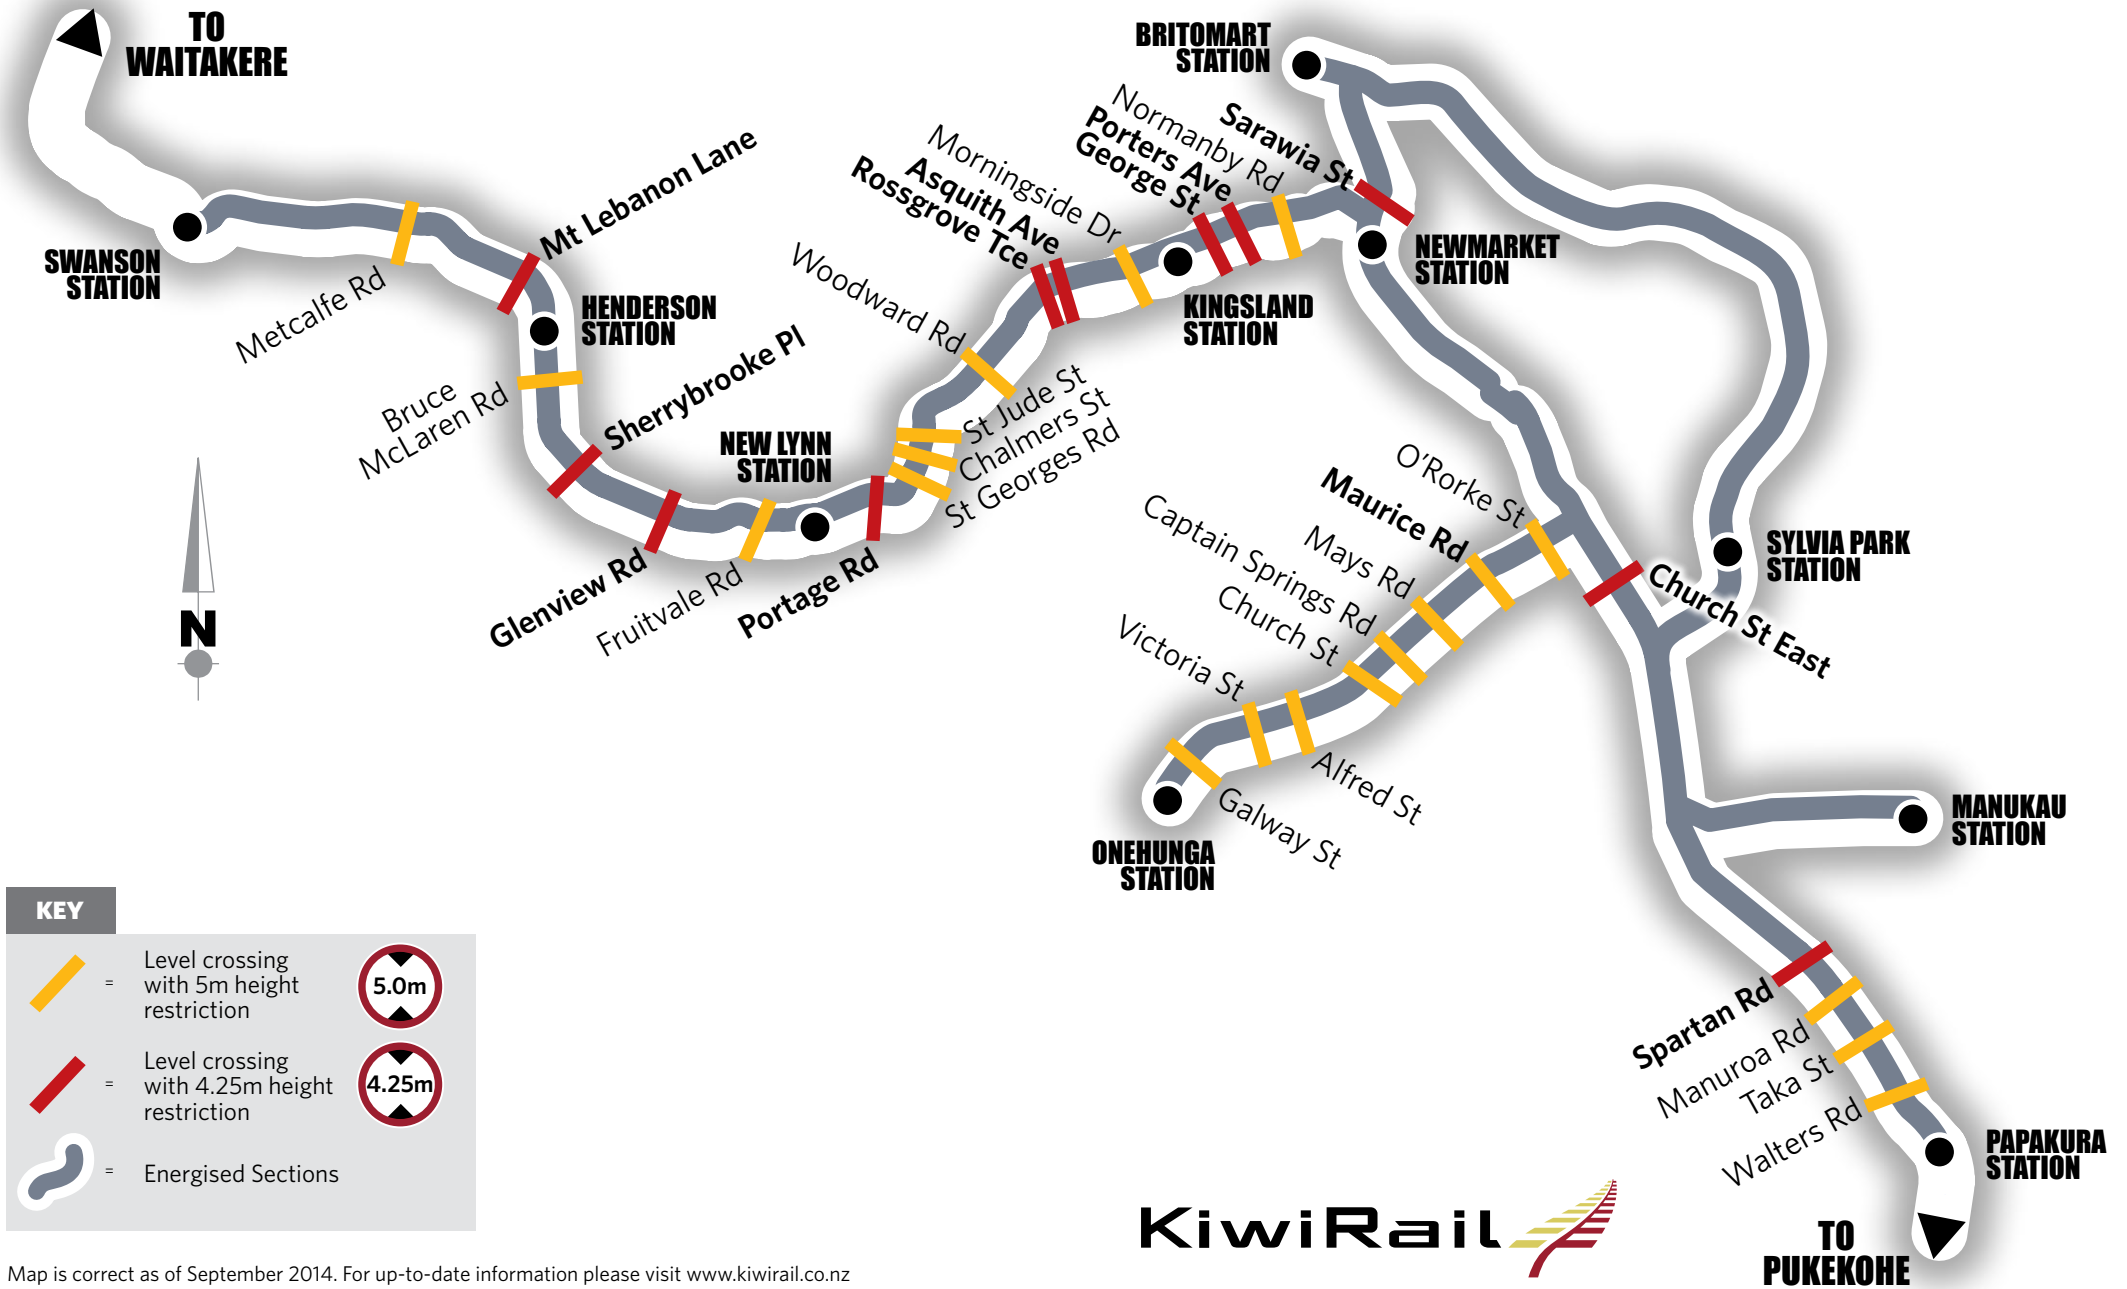 TO
WAITAKERE
SWANSON
STATION
Metcalfe Rd
Mt Lebanon Lane
HENDERSON
STATION
Bruce
McLaren Rd
Sherrybrooke Pl
Glenview Rd
Fruitvale Rd
NEW LYNN
STATION
Portage Rd
St Georges Rd
Chalmers St
St Jude St
Woodward Rd
Rossgrove Tce
Asquith Ave
Morningside Dr
KINGSLAND
STATION
George St
Porters Ave
Normanby Rd
Sarawia St
BRITOMART
STATION
NEWMARKET
STATION
O'Rorke St
Maurice Rd
Mays Rd
Captain Springs Rd
Church St
Victoria St
Alfred St
Galway St
ONEHUNGA
STATION
SYLVIA PARK
STATION
Church St East
MANUKAU
STATION
Spartan Rd
Manuroa Rd
Taka St
Walters Rd
PAPAKURA
STATION
TO
PUKEKOHE
N
KEY
= Level crossing
with 5m height
restriction
5.0m
= Level crossing
with 4.25m height
restriction
4.25m
= Energised Sections
KiwiRail
Map is correct as of September 2014. For up-to-date information please visit www.kiwirail.co.nz